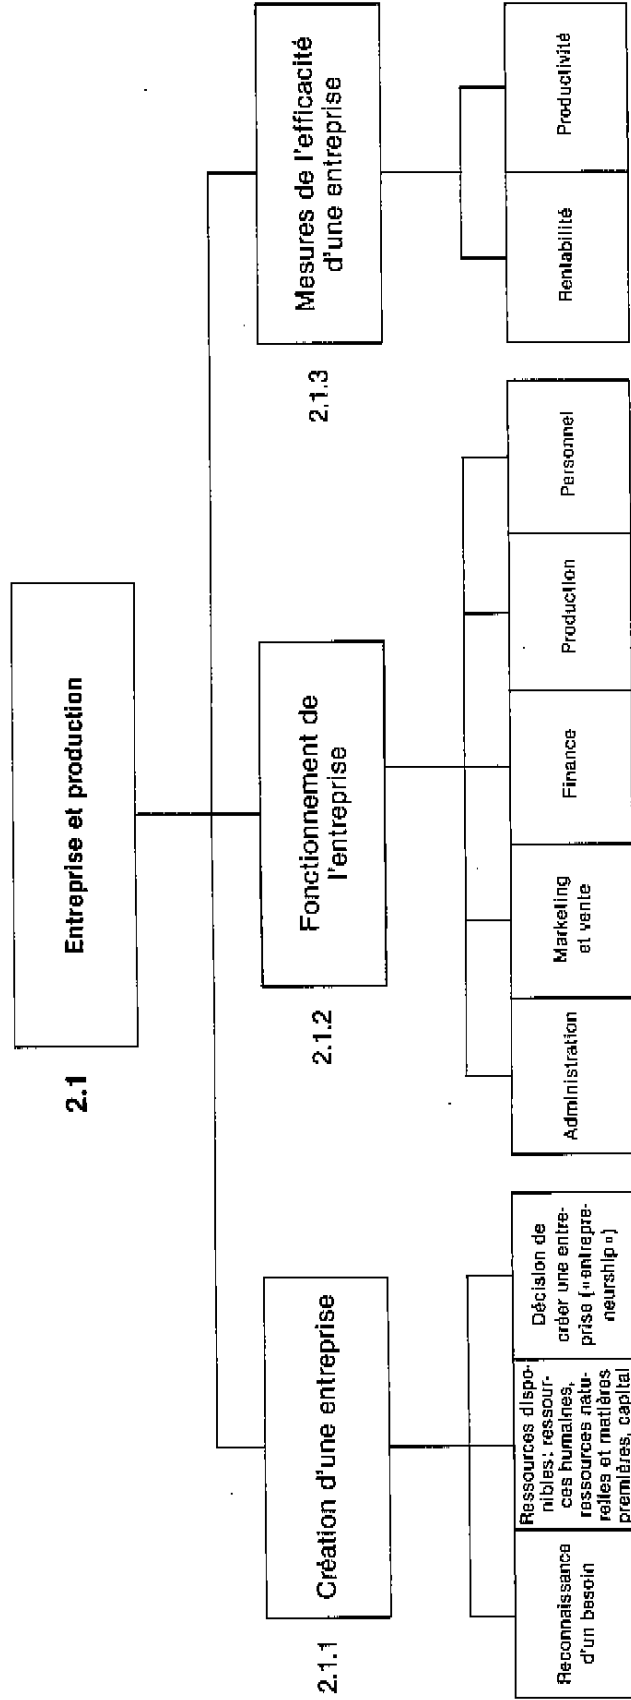 2.1
Entreprise et production
2.1.1
Création d'une entreprise
2.1.2
Fonctionnement de
l'entreprise
2.1.3
Mesures de l'efficacité
d'une entreprise
Reconnaissance
d'un besoin
Ressources dispo-
nibles : ressour-
ces humaines,
ressources natu-
relles et matières
premières, capital
Décision de
créer une entre-
prise («entrepre-
neurship»)
Administration
Marketing
et vente
Finance
Production
Personnel
Rentabilité
Productivité